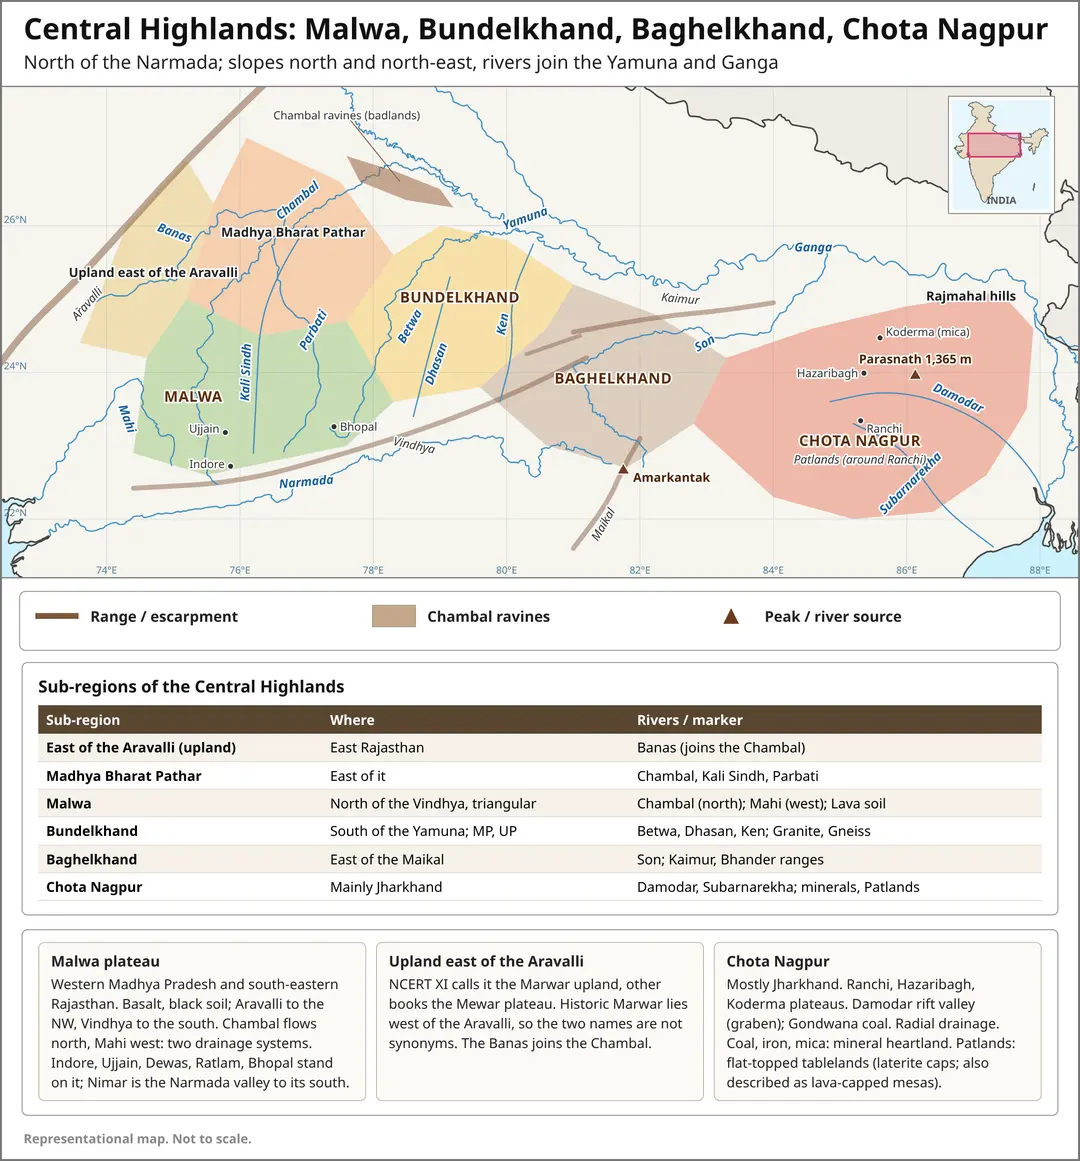 Central Highlands: Malwa, Bundelkhand, Baghelkhand, Chota Nagpur
North of the Narmada; slopes north and north-east, rivers join the Yamuna and Ganga
Chambal ravines (badlands)
INDIA
26°N
24°N
22°N
Banas
Chambal
Madhya Bharat Pathar
Yamuna
Ganga
Upland east of the Aravalli
Aravalli
BUNDELKHAND
Kaimur
Rajmahal hills
Betwa
Ken
Parbati
Dhasan
Kali Sindh
Son
Koderma (mica)
Parasnath 1,365 m
Hazaribagh
BAGHELKHAND
MALWA
Mahi
Damodar
Ujjain
Bhopal
Ranchi
CHOTA NAGPUR
Patlands (around Ranchi)
Vindhya
Indore
Narmada
Amarkantak
Subarnarekha
Maikal
74°E
76°E
78°E
80°E
82°E
84°E
86°E
88°E
Range / escarpment
Chambal ravines
Peak / river source
Sub-regions of the Central Highlands
Sub-region Where Rivers / marker
East of the Aravalli (upland) East Rajasthan Banas (joins the Chambal)
Madhya Bharat Pathar East of it Chambal, Kali Sindh, Parbati
Malwa North of the Vindhya, triangular Chambal (north); Mahi (west); Lava soil
Bundelkhand South of the Yamuna; MP, UP Betwa, Dhasan, Ken; Granite, Gneiss
Baghelkhand East of the Maikal Son; Kaimur, Bhander ranges
Chota Nagpur Mainly Jharkhand Damodar, Subarnarekha; minerals, Patlands
Malwa plateau
Western Madhya Pradesh and south-eastern
Rajasthan. Basalt, black soil; Aravalli to the
NW, Vindhya to the south. Chambal flows
north, Mahi west: two drainage systems.
Indore, Ujjain, Dewas, Ratlam, Bhopal stand
on it; Nimar is the Narmada valley to its south.
Upland east of the Aravalli
NCERT XI calls it the Marwar upland, other
books the Mewar plateau. Historic Marwar lies
west of the Aravalli, so the two names are not
synonyms. The Banas joins the Chambal.
Chota Nagpur
Mostly Jharkhand. Ranchi, Hazaribagh,
Koderma plateaus. Damodar rift valley
(graben); Gondwana coal. Radial drainage.
Coal, iron, mica: mineral heartland. Patlands:
flat-topped tablelands (laterite caps; also
described as lava-capped mesas).
Representational map. Not to scale.